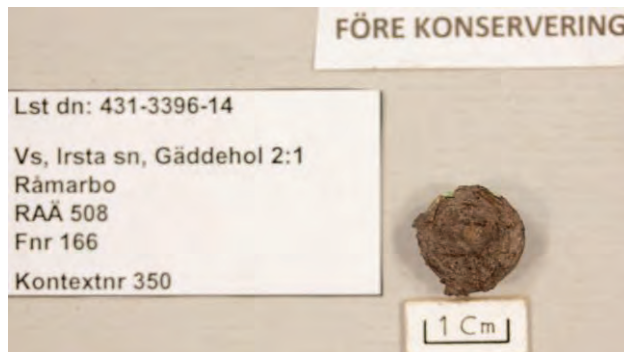 FÖRE KONSERVERING
Lst dn: 431-3396-14
Vs, Irsta sn, Gäddehol 2:1
Råmarbo
RAÄ 508
Fnr 166
Kontextnr 350
1 Cm